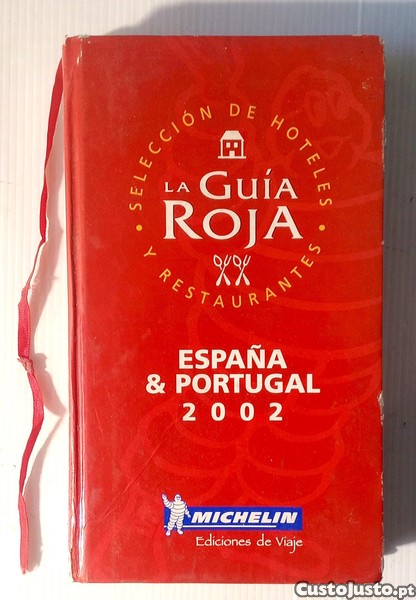 SELECCIÓN DE HOTELES
LA GUÍA
ROJA
Y RESTAURANTES
ESPAÑA
& PORTUGAL
2002
MICHELIN
Ediciones de Viaje
CustoJusto.pt